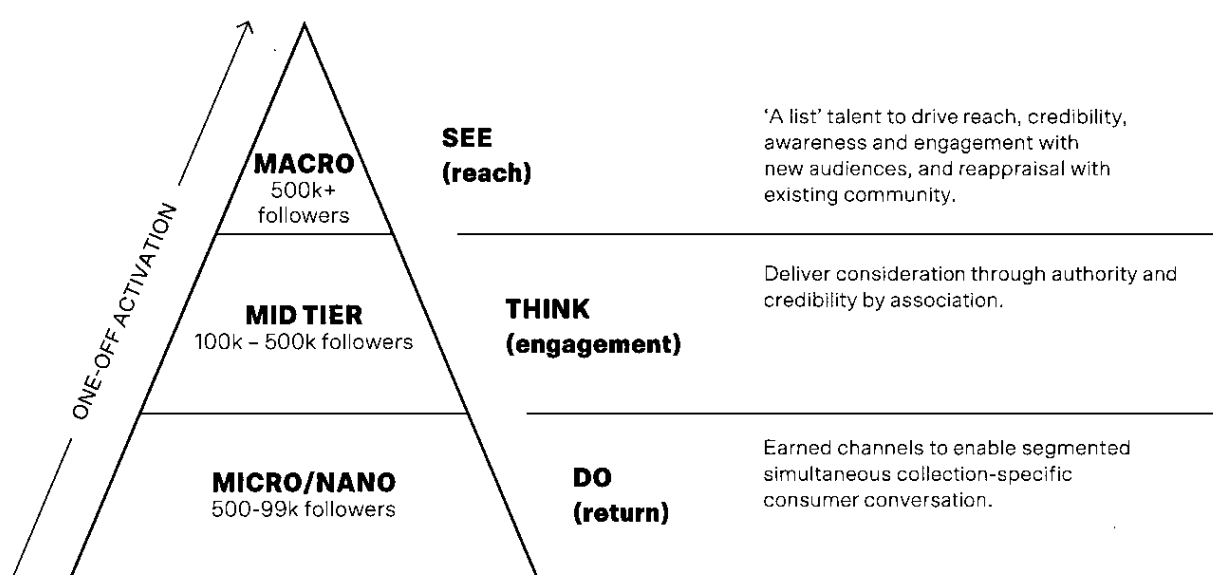 ONE-OFF ACTIVATION
MACRO
500k+
followers
SEE
(reach)
‘A list’ talent to drive reach, credibility,
awareness and engagement with
new audiences, and reappraisal with
existing community.
MID TIER
100k – 500k followers
THINK
(engagement)
Deliver consideration through authority and
credibility by association.
MICRO/NANO
500-99k followers
DO
(return)
Earned channels to enable segmented
simultaneous collection-specific
consumer conversation.